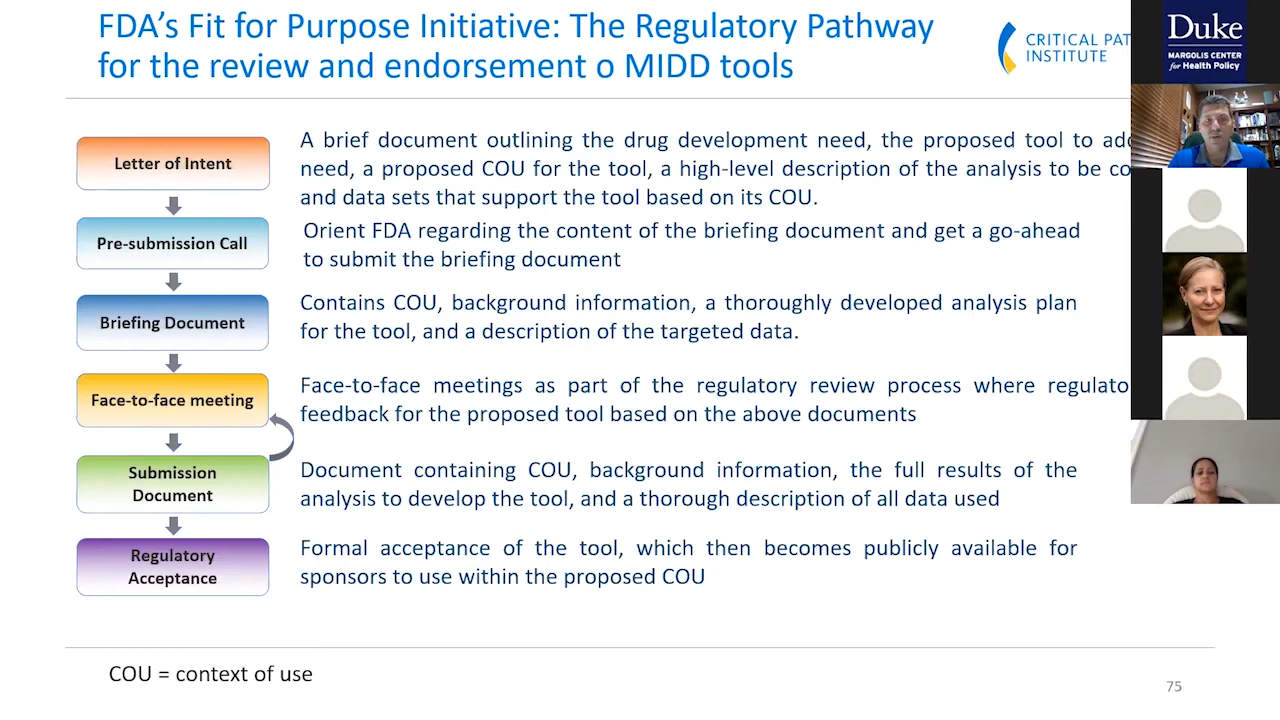 FDA's Fit for Purpose Initiative: The Regulatory Pathway
for the review and endorsement o MIDD tools
CRITICAL PAT
INSTITUTE
Duke
MARGOLIS CENTER
for Health Policy
Letter of Intent
A brief document outlining the drug development need, the proposed tool to
need, a proposed COU for the tool, a high-level description of the analysis to be
and data sets that support the tool based on its COU.
Pre-submission Call
Orient FDA regarding the content of the briefing document and get a go-ahead
to submit the briefing document
Briefing Document
Contains COU, background information, a thoroughly developed analysis plan
for the tool, and a description of the targeted data.
Face-to-face meeting
Face-to-face meetings as part of the regulatory review process where regulato
feedback for the proposed tool based on the above documents
Submission
Document
Document containing COU, background information, the full results of the
analysis to develop the tool, and a thorough description of all data used
Regulatory
Acceptance
Formal acceptance of the tool, which then becomes publicly available for
sponsors to use within the proposed COU
COU = context of use
75